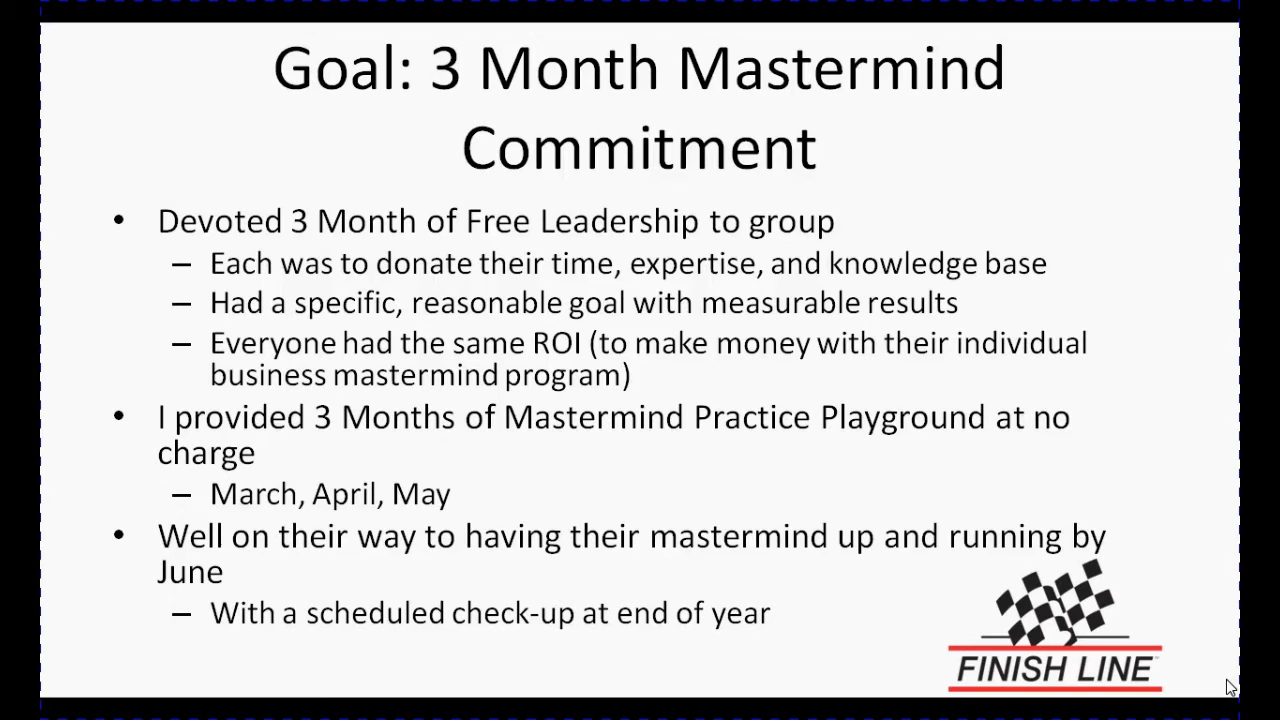 Goal: 3 Month Mastermind
Commitment
• Devoted 3 Month of Free Leadership to group
– Each was to donate their time, expertise, and knowledge base
– Had a specific, reasonable goal with measurable results
– Everyone had the same ROI (to make money with their individual
business mastermind program)
• I provided 3 Months of Mastermind Practice Playground at no
charge
– March, April, May
• Well on their way to having their mastermind up and running by
June
– With a scheduled check-up at end of year
FINISH LINE